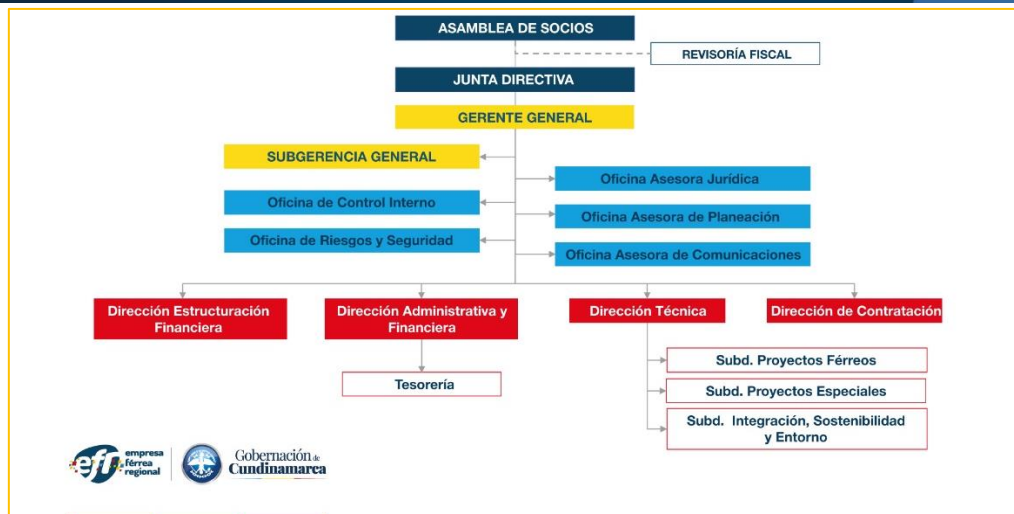 ASAMBLEA DE SOCIOS
REVISORÍA FISCAL
JUNTA DIRECTIVA
GERENTE GENERAL
SUBGERENCIA GENERAL
Oficina Asesora Jurídica
Oficina de Control Interno
Oficina Asesora de Planeación
Oficina de Riesgos y Seguridad
Oficina Asesora de Comunicaciones
Dirección Estructuración
Financiera
Dirección Administrativa y
Financiera
Dirección Técnica
Dirección de Contratación
Tesorería
Subd. Proyectos Férreos
Subd. Proyectos Especiales
Subd. Integración, Sostenibilidad
y Entorno
efr empresa
férrea
regional
Gobernación de
Cundinamarca